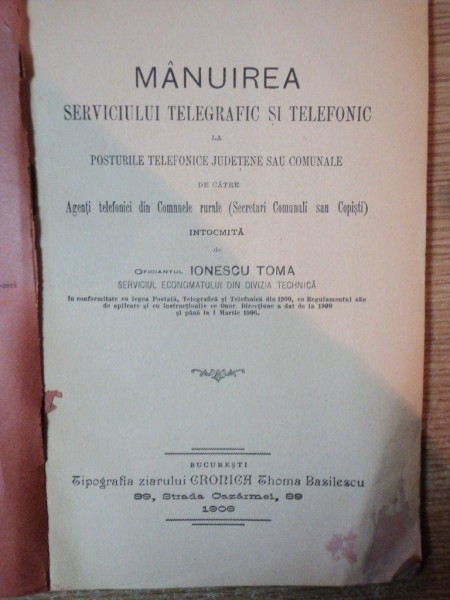 MÂNUIREA
SERVICIULUI TELEGRAFIC ȘI TELEFONIC
LA
POSTURILE TELEFONICE JUDEȚENE SAU COMUNALE
DE CĂTRE
Agenți telefonici din Comunele rurale (Secretari Comunali sau Copiști)
INTOCMITĂ
de
OFICIANTUL IONESCU TOMA
SERVICIUL ECONOMATULUI DIN DIVIZIA TECHNICĂ
In conformitate cu legea Postală, Telegrafică și Telefonică din 1900, cu Regulamentul său
de aplicare și cu instrucțiunile ce Onor. Direcțiune a dat de la 1900
și până la 1 Martie 1906.
BUCUREȘTI
Tipografia ziarului CRONICA Thoma Basilescu
89, Strada Cazărmei, 89
1906